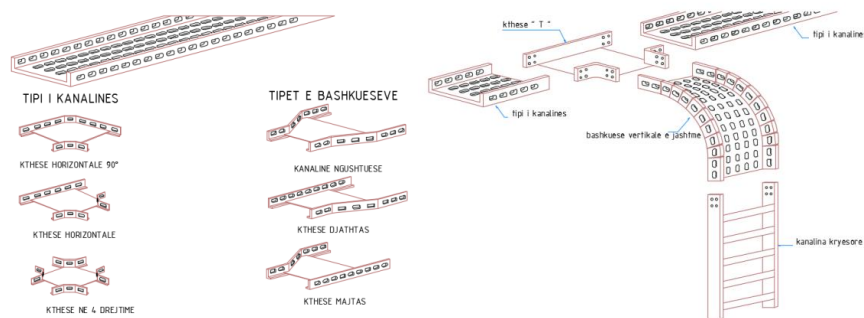 TIPI I KANALINES
KTHESE HORIZONTALE 90°
KTHESE HORIZONTALE
KTHESE NE 4 DREJTIME
TIPET E BASHKUESEVE
KANALINE NGUSHTUESE
KTHESE DJATHTAS
KTHESE MAJTAS
kthese " T "
tipi i kanaline
tipi i kanalines
bashkuese vertikale e jashtme
kanalina kryesore